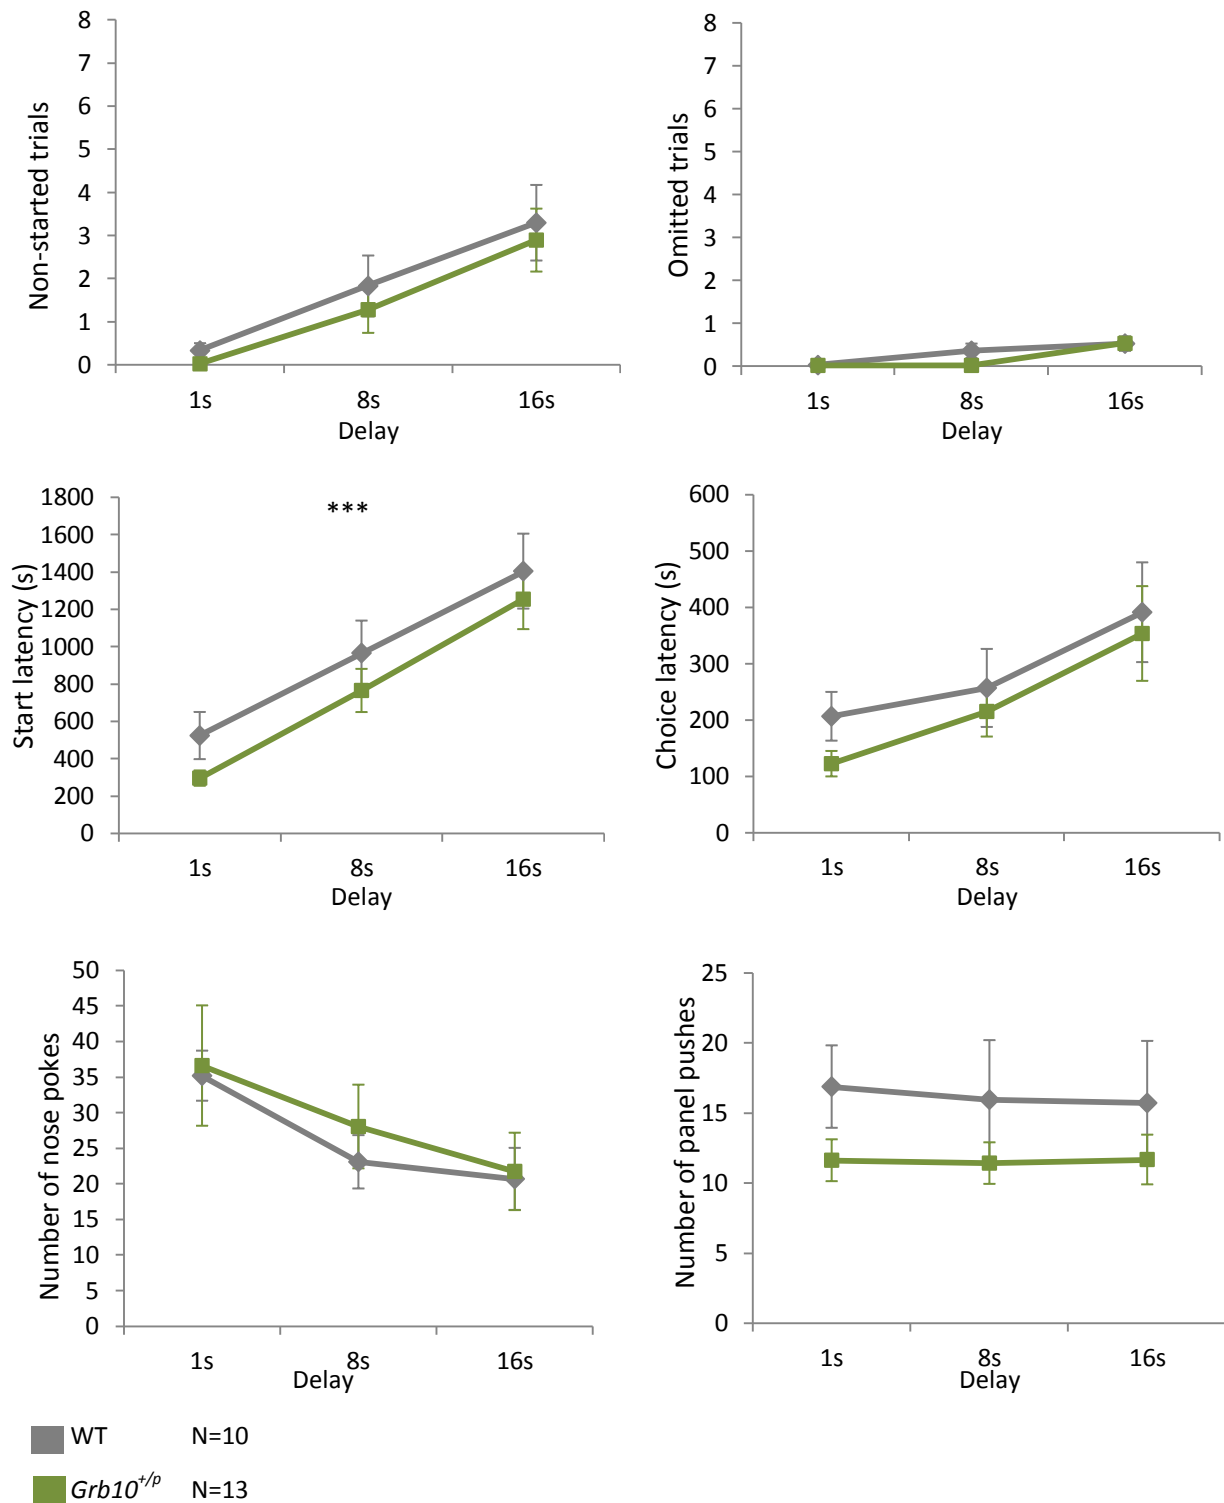 Non-started trials
8
7
6
5
4
3
2
1
0
1s 8s 16s
Delay
Omitted trials
8
7
6
5
4
3
2
1
0
1s 8s 16s
Delay
Start latency (s)
1800
1600
1400
1200
1000
800
600
400
200
0
***
1s 8s 16s
Delay
Choice latency (s)
600
500
400
300
200
100
0
1s 8s 16s
Delay
Number of nose pokes
50
45
40
35
30
25
20
15
10
5
0
1s 8s 16s
Delay
Number of panel pushes
25
20
15
10
5
0
1s 8s 16s
Delay
WT N=10
Grb10+/p N=13